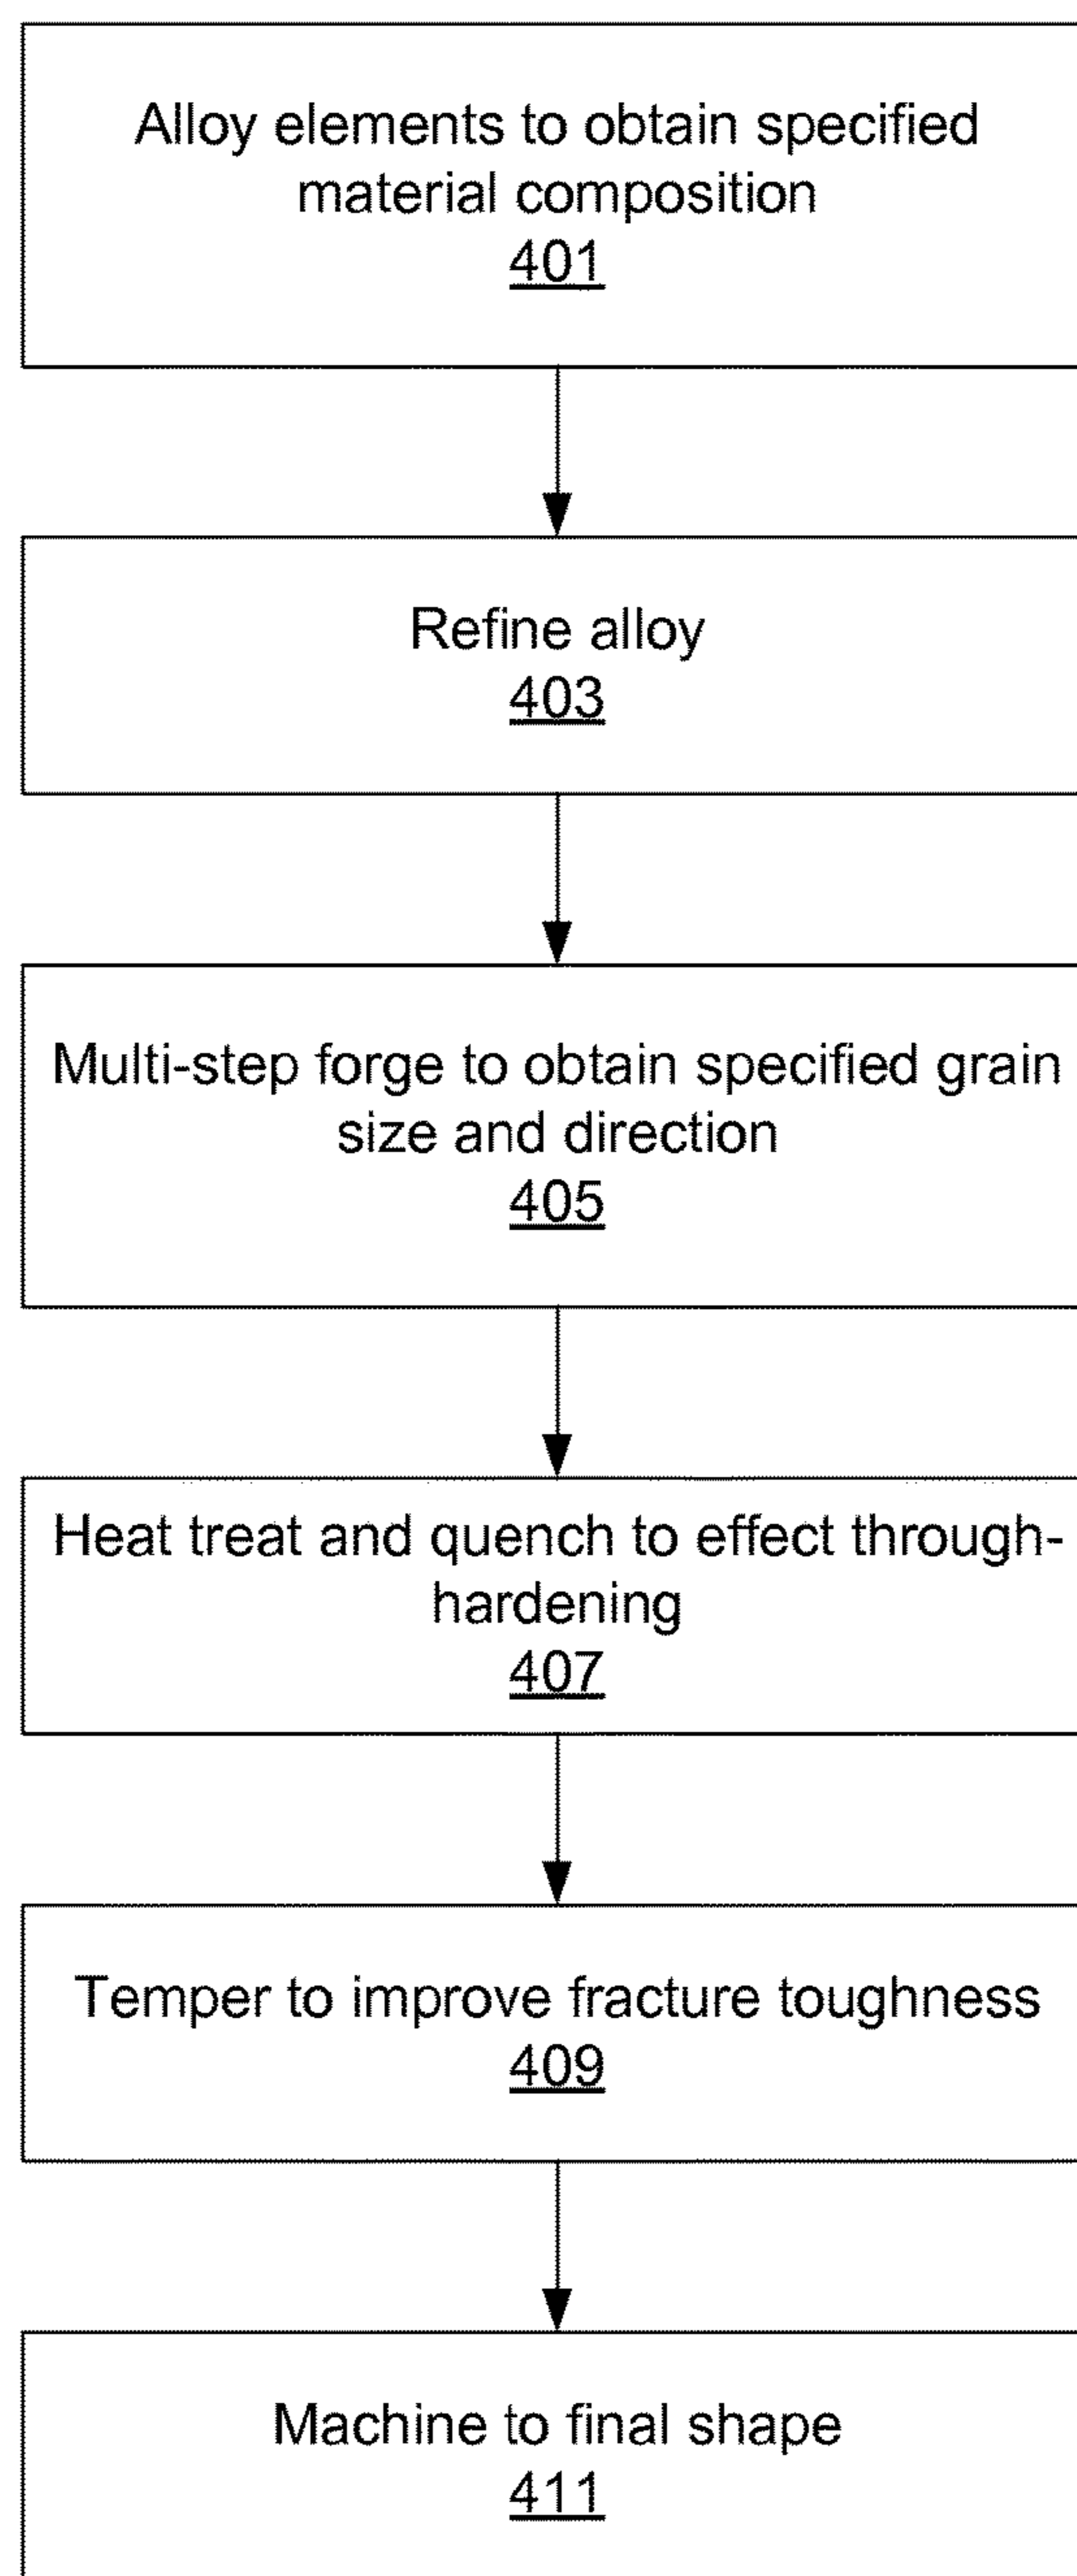 Alloy elements to obtain specified
material composition
401
Refine alloy
403
Multi-step forge to obtain specified grain
size and direction
405
Heat treat and quench to effect through-
hardening
407
Temper to improve fracture toughness
409
Machine to final shape
411